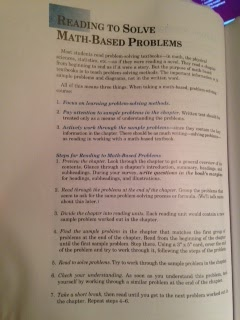 READING TO SOLVE
MATH-BASED PROBLEMS
Most students read problem-solving textbooks—in math, the physical
sciences, statistics, etc.—as if they were reading a novel. They read a chapter
from beginning to end as if it were a story. But the purpose of math-based
textbooks is to teach problem-solving methods. The important information is in
sample problems and diagrams, not in the written word.
All of this means three things. When taking a math-based, problem-solving
course:
1. Focus on learning problem-solving methods.
2. Pay attention to sample problems in the chapter. Written text should be
treated only as a means of understanding the problems.
3. Actively work through the sample problems—since they contain the key
information in the chapter. There should be as much writing—solving problems—
as reading in working with a math-based textbook.
Steps for Reading in Math-Based Problems
1. Preview the chapter. Look through the chapter to get a general overview of its
contents. Glance through a chapter's introduction, summary, headings, and
subheadings. During your survey, write questions in the book's margins
for headings, subheadings, and illustrations.
2. Read through the problems at the end of the chapter. Group the problems that
seem to ask for the same problem-solving process or formula. (We'll talk more
about this later.)
3. Divide the chapter into reading units. Each reading unit would contain one
sample problem worked out in the chapter.
4. Find the sample problem in the chapter that matches the first group of
problems at the end of the chapter. Read from the beginning of the chapter
until the first sample problem. Stop there. Using a 3" x 5" card, cover the rest
of the problem and try to work through it, following the steps of the problem
5. Read to solve problems. Try to work through the sample problem in the chapter
6. Check your understanding. As soon as you understand this problem, test
yourself by working through a similar problem at the end of the chapter.
7. Take a short break, then read until you get to the next problem worked out in
the chapter. Repeat steps 4–6.